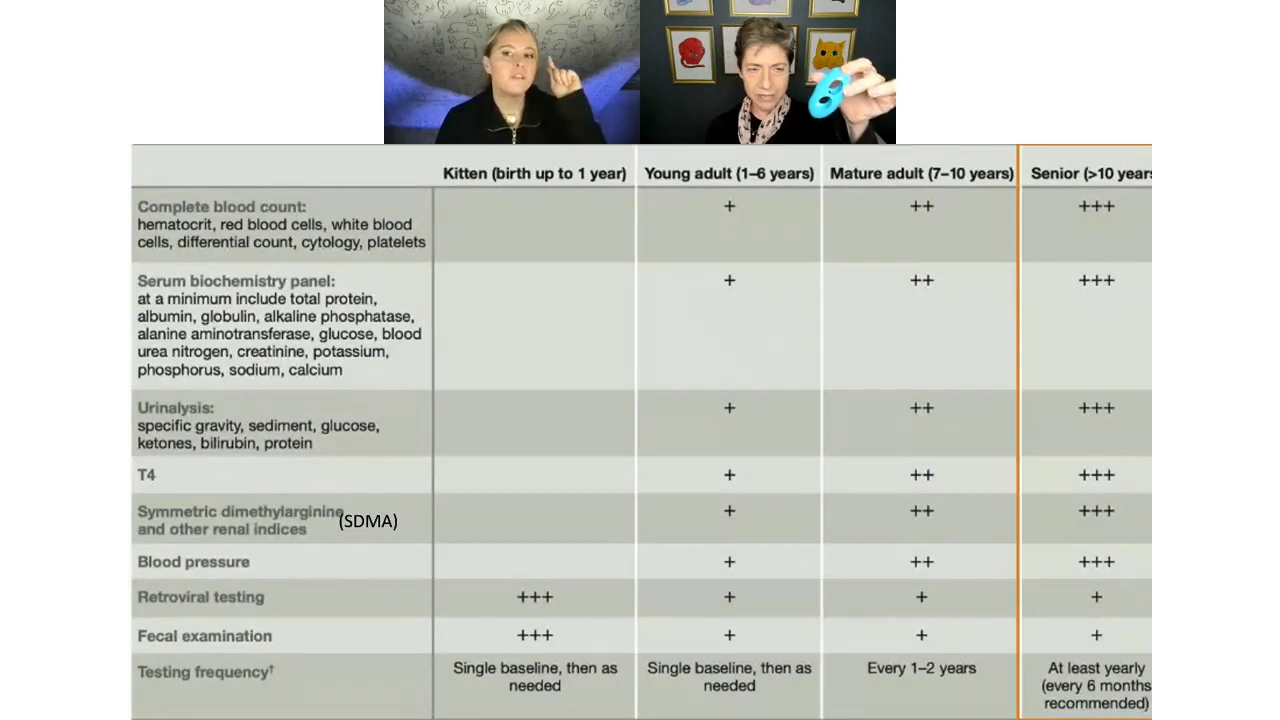 Kitten (birth up to 1 year) Young adult (1–6 years) Mature adult (7–10 years) Senior (>10 years
Complete blood count: + ++ +++
hematocrit, red blood cells, white blood
cells, differential count, cytology, platelets
Serum biochemistry panel: + ++ +++
at a minimum include total protein,
albumin, globulin, alkaline phosphatase,
alanine aminotransferase, glucose, blood
urea nitrogen, creatinine, potassium,
phosphorus, sodium, calcium
Urinalysis: + ++ +++
specific gravity, sediment, glucose,
ketones, bilirubin, protein
T4 + ++ +++
Symmetric dimethylarginine + ++ +++
(SDMA)
and other renal indices
Blood pressure + ++ +++
Retroviral testing +++ + + +
Fecal examination +++ + + +
Testing frequency† Single baseline, then as needed Single baseline, then as needed Every 1–2 years At least yearly (every 6 months recommended)